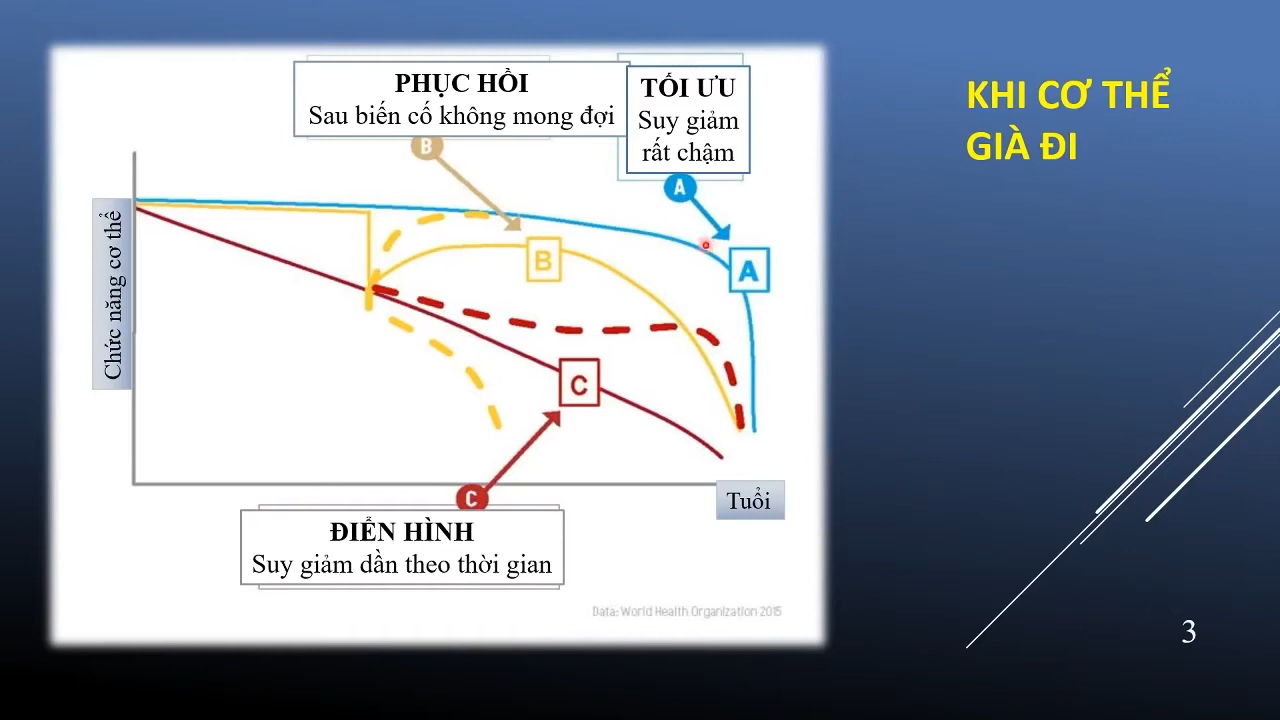 KHI CƠ THỂ
GIÀ ĐI
PHỤC HỒI
Sau biến cố không mong đợi
TỐI ƯU
Suy giảm
rất chậm
B
A
Chức năng cơ thể
B
A
C
C
Tuổi
ĐIỂN HÌNH
Suy giảm dần theo thời gian
Data: World Health Organization 2015
3